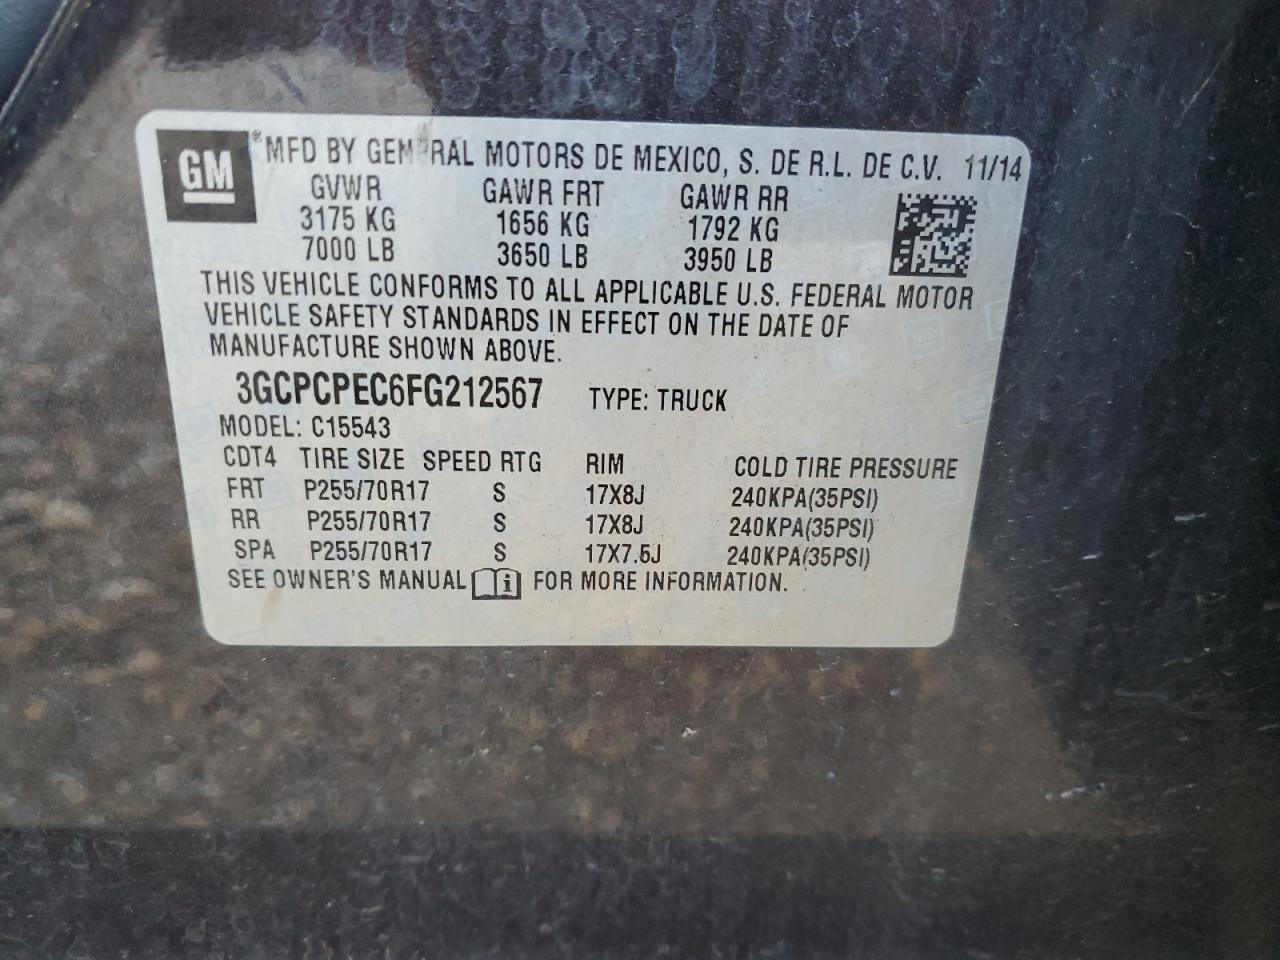 GM ® MFD BY GENERAL MOTORS DE MEXICO, S. DE R.L. DE C.V. 11/14
GVWR GAWR FRT GAWR RR
3175 KG 1656 KG 1792 KG
7000 LB 3650 LB 3950 LB
THIS VEHICLE CONFORMS TO ALL APPLICABLE U.S. FEDERAL MOTOR
VEHICLE SAFETY STANDARDS IN EFFECT ON THE DATE OF
MANUFACTURE SHOWN ABOVE.
3GCPCPEC6FG212567 TYPE: TRUCK
MODEL: C15543
CDT4 TIRE SIZE SPEED RTG RIM COLD TIRE PRESSURE
FRT P255/70R17 S 17X8J 240KPA(35PSI)
RR P255/70R17 S 17X8J 240KPA(35PSI)
SPA P255/70R17 S 17X7.5J 240KPA(35PSI)
SEE OWNER'S MANUAL i FOR MORE INFORMATION.